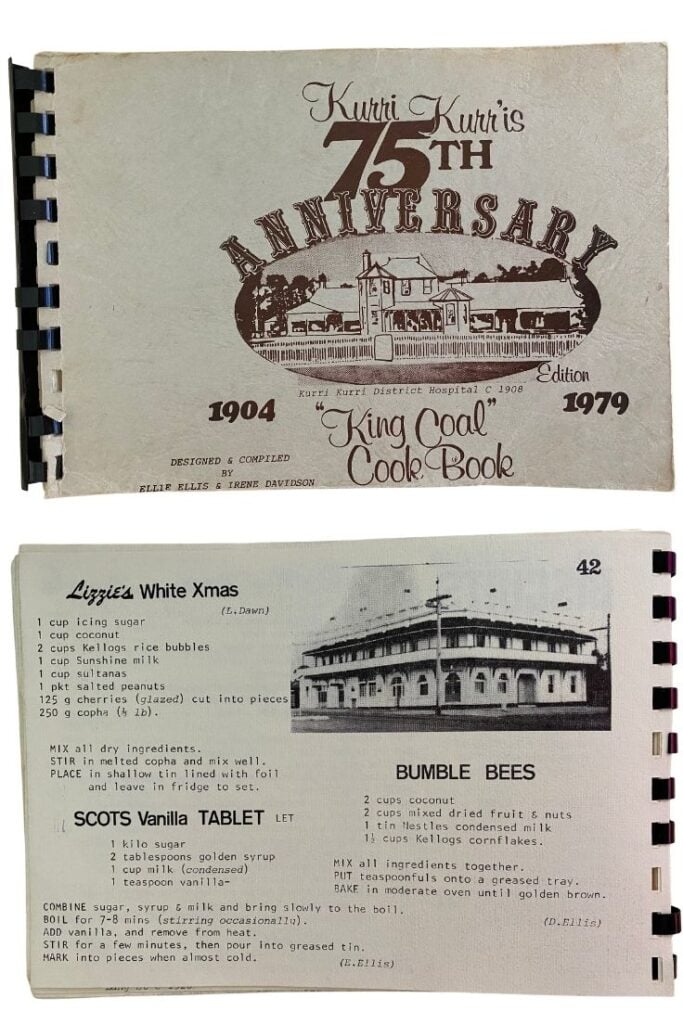 Kurri Kurr'is
75TH
ANNIVERSARY
Kurri Kurri District Hospital C 1908
Edition
1904
1979
"King Coal"
Cook Book
DESIGNED & COMPILED
BY
ELLIE ELLIS & IRENE DAVIDSON
42
Lizzie's White Xmas
(L.Dawn)
1 cup icing sugar
1 cup coconut
2 cups Kellogs rice bubbles
1 cup Sunshine milk
1 cup sultanas
1 pkt salted peanuts
125 g cherries (glazed) cut into pieces
250 g copha (½ lb).
MIX all dry ingredients.
STIR in melted copha and mix well.
PLACE in shallow tin lined with foil
and leave in fridge to set.
SCOTS Vanilla TABLET LET
1 kilo sugar
2 tablespoons golden syrup
1 cup milk (condensed)
1 teaspoon vanilla-
COMBINE sugar, syrup & milk and bring slowly to the boil.
BOIL for 7-8 mins (stirring occasionally).
ADD vanilla, and remove from heat.
STIR for a few minutes, then pour into greased tin.
MARK into pieces when almost cold.
(E.Ellis)
BUMBLE BEES
2 cups coconut
2 cups mixed dried fruit & nuts
1 tin Nestles condensed milk
1½ cups Kellogs cornflakes.
MIX all ingredients together.
PUT teaspoonfuls onto a greased tray.
BAKE in moderate oven until golden brown.
(D.Ellis)